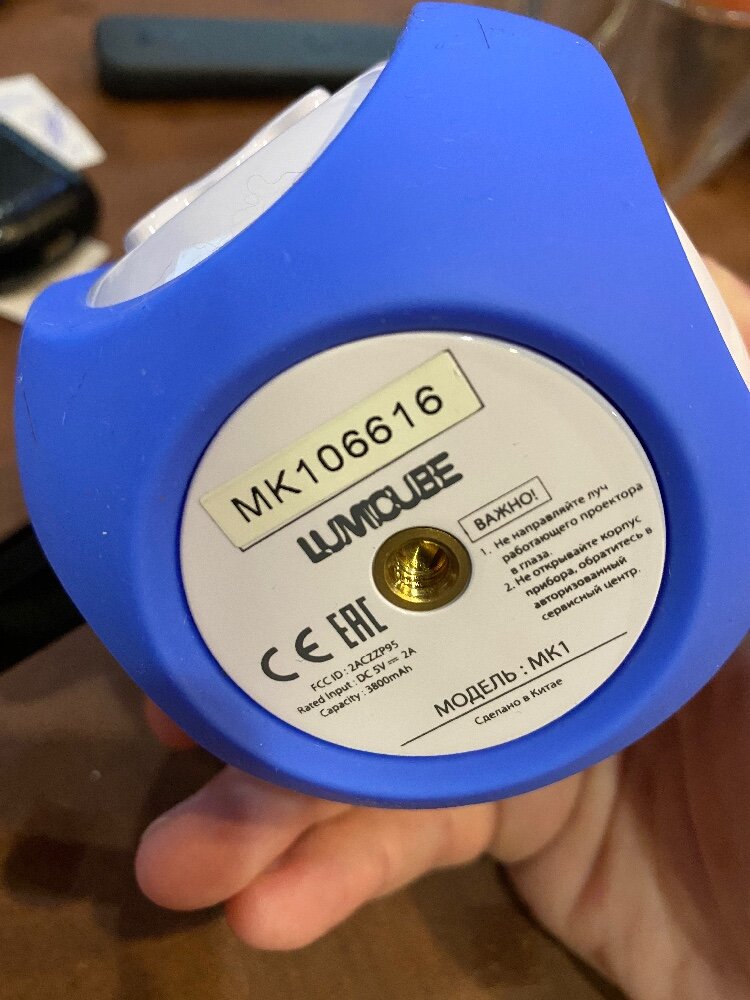 MK106616
LUMICUBE
ВАЖНО!
1. Не направляйте луч
работающего проектора
в глаза.
2. Не открывайте корпус
прибора, обратитесь в
авторизованный
сервисный центр.
CE EAC
FCC ID : 2ACZZP95
Rated Input : DC 5V ⎓ 2A
Capacity : 3800mAh
МОДЕЛЬ : MK1
Сделано в Китае